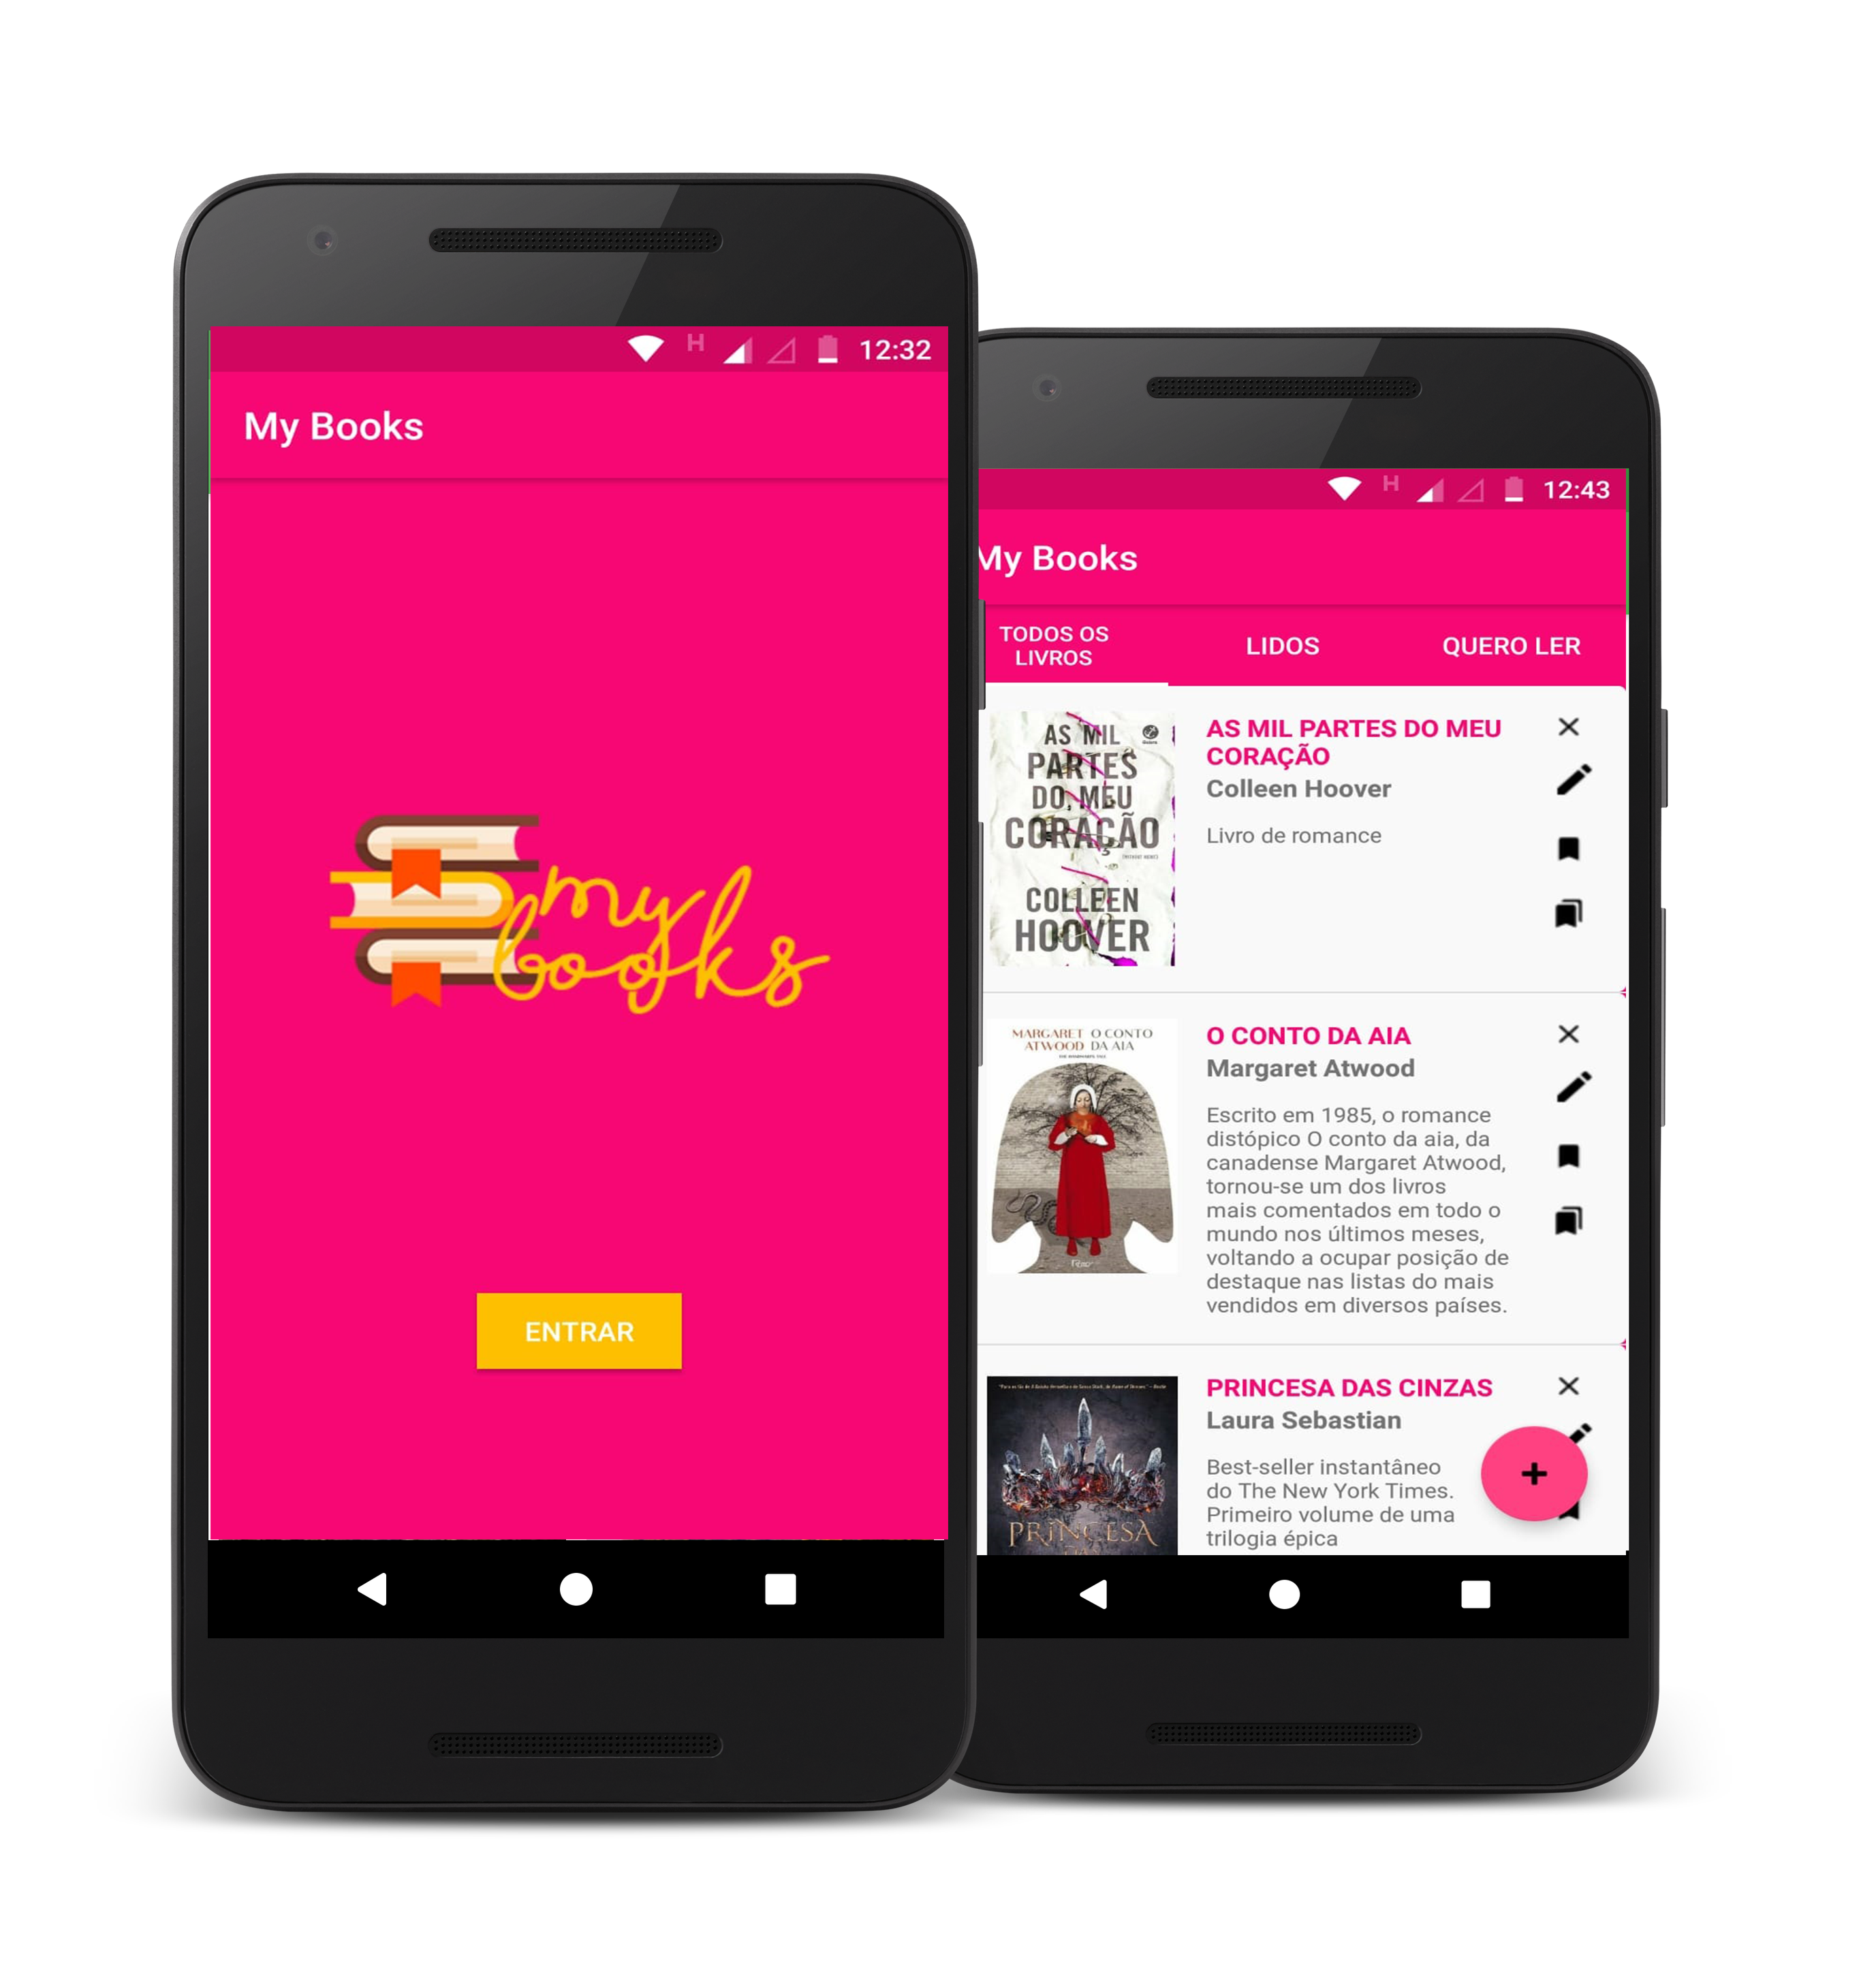 12:32
My Books
my
books
ENTRAR
12:43
My Books
TODOS OS
LIVROS
LIDOS
QUERO LER
AS MIL
PARTES
DO MEU
CORAÇÃO
COLLEEN
HOOVER
AS MIL PARTES DO MEU
CORAÇÃO
Colleen Hoover
Livro de romance
MARGARET O CONTO
ATWOOD DA AIA
O CONTO DA AIA
Margaret Atwood
Escrito em 1985, o romance
distópico O conto da aia, da
canadense Margaret Atwood,
tornou-se um dos livros
mais comentados em todo o
mundo nos últimos meses,
voltando a ocupar posição de
destaque nas listas do mais
vendidos em diversos países.
PRINCESA
PRINCESA DAS CINZAS
Laura Sebastian
Best-seller instantâneo
do The New York Times.
Primeiro volume de uma
trilogia épica